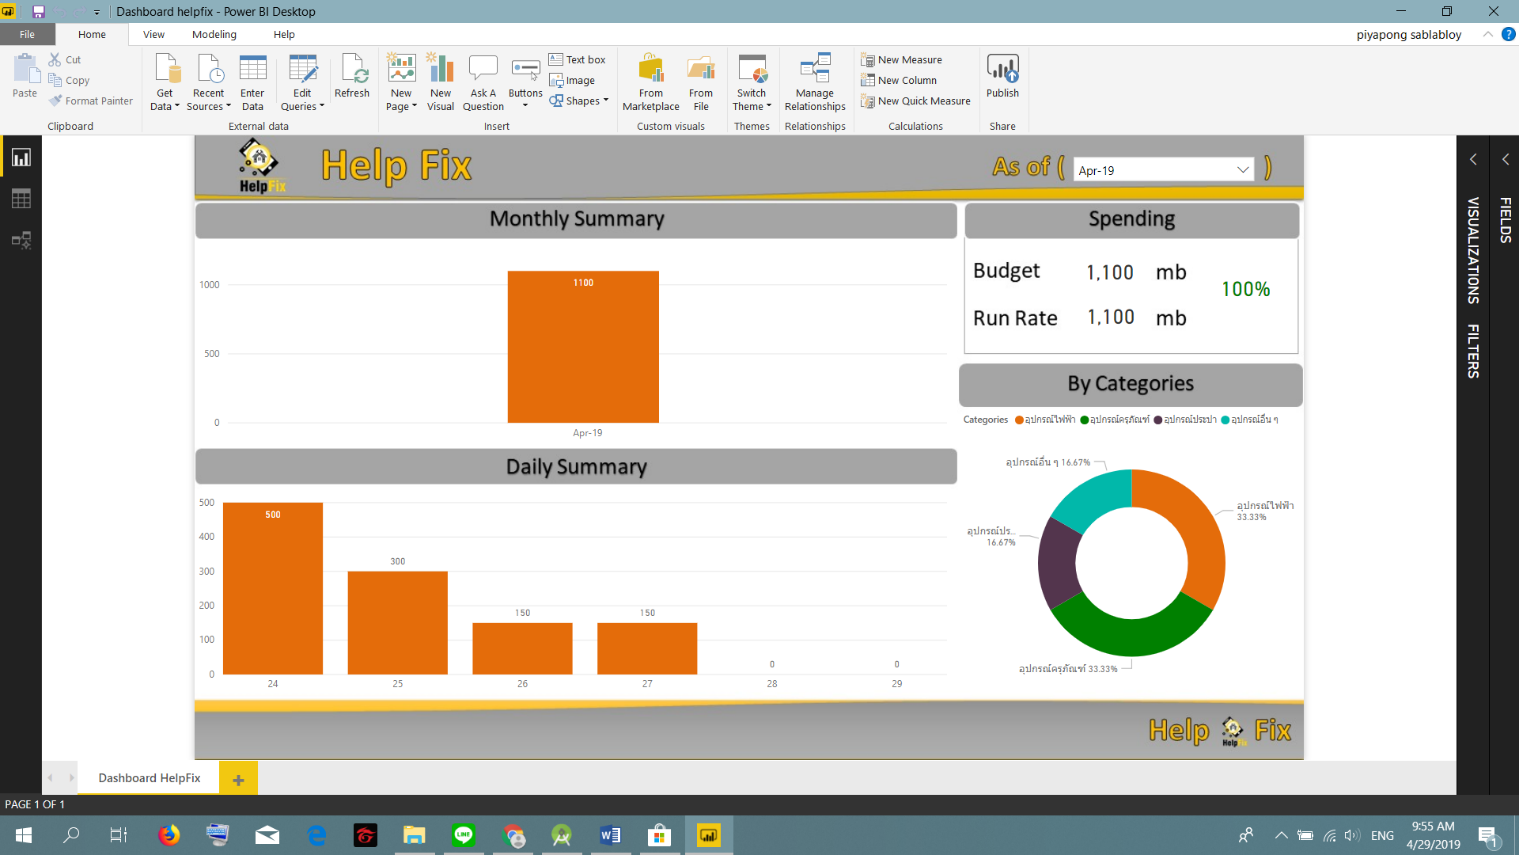 Dashboard helpfix - Power BI Desktop
File Home View Modeling Help piyapong sablabloy
Paste Cut Copy Format Painter
Clipboard
Get Data Recent Sources Enter Data Edit Queries Refresh
External data
New Page New Visual Ask A Question Buttons Text box Image Shapes
Insert
From Marketplace From File
Custom visuals
Switch Theme
Themes
Manage Relationships
Relationships
New Measure New Column New Quick Measure
Calculations
Publish
Share
HelpFix
Help Fix
As of ( Apr-19 )
Monthly Summary
1000
500
0
1100
Apr-19
Spending
Budget 1,100 mb
100%
Run Rate 1,100 mb
By Categories
Categories อุปกรณ์ไฟฟ้า อุปกรณ์ครุภัณฑ์ อุปกรณ์ประปา อุปกรณ์อื่น ๆ
อุปกรณ์อื่น ๆ 16.67%
อุปกรณ์ไฟฟ้า
33.33%
อุปกรณ์ปร...
16.67%
อุปกรณ์ครุภัณฑ์ 33.33%
Daily Summary
500
400
300
200
100
0
500 300 150 150 0 0
24 25 26 27 28 29
Help HelpFix Fix
VISUALIZATIONS
FILTERS
FIELDS
Dashboard HelpFix
PAGE 1 OF 1
ENG
9:55 AM
4/29/2019
1